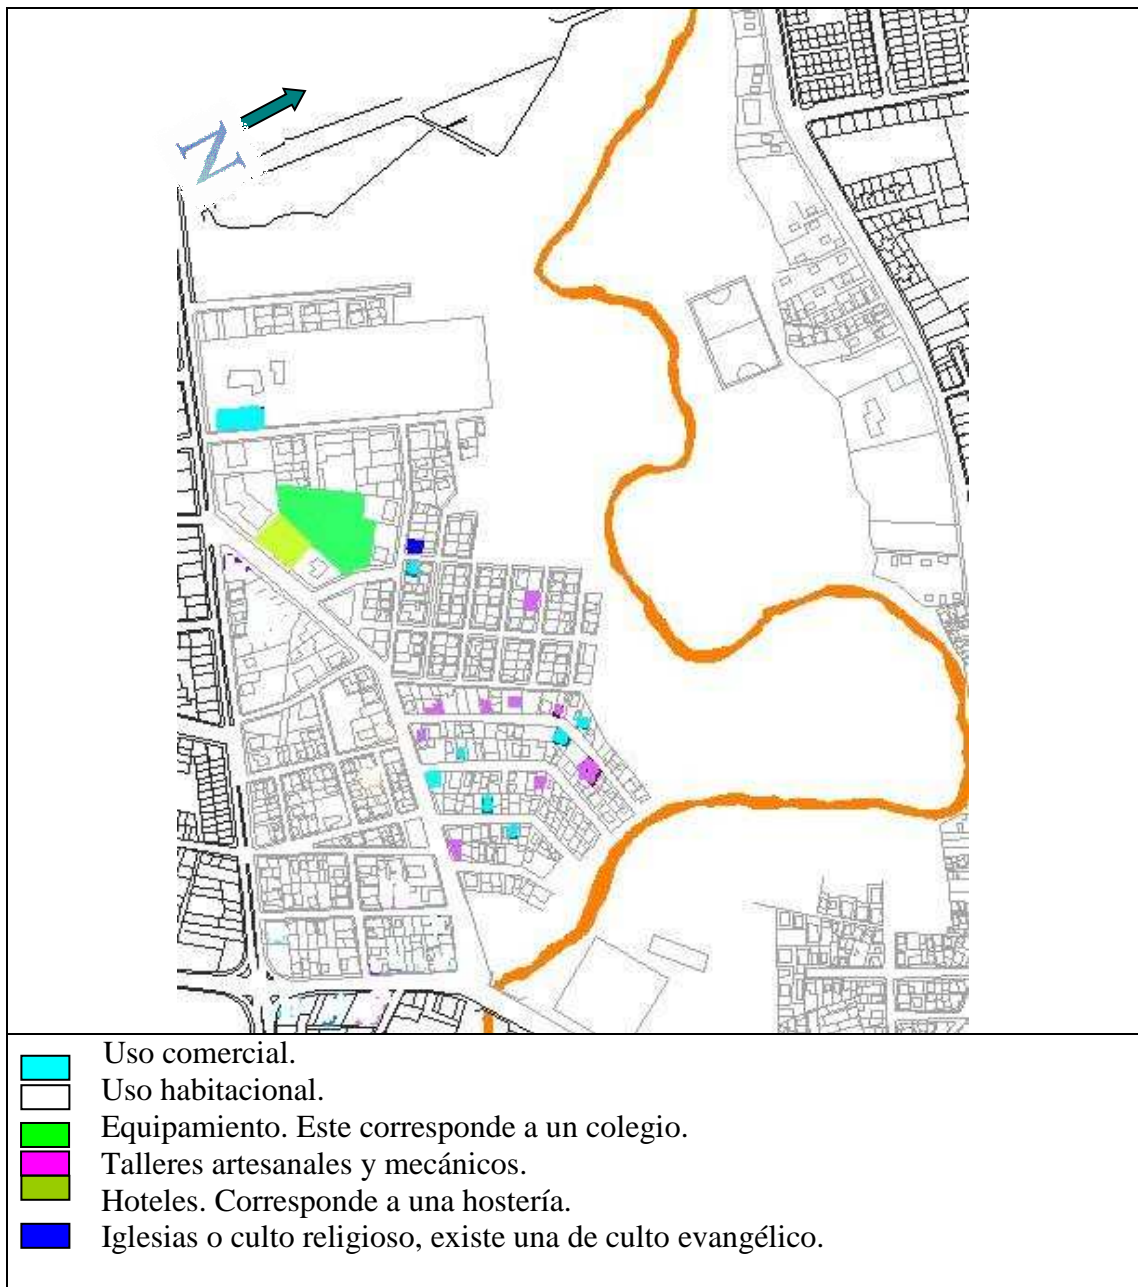 N
Uso comercial.
Uso habitacional.
Equipamiento. Este corresponde a un colegio.
Talleres artesanales y mecánicos.
Hoteles. Corresponde a una hostería.
Iglesias o culto religioso, existe una de culto evangélico.